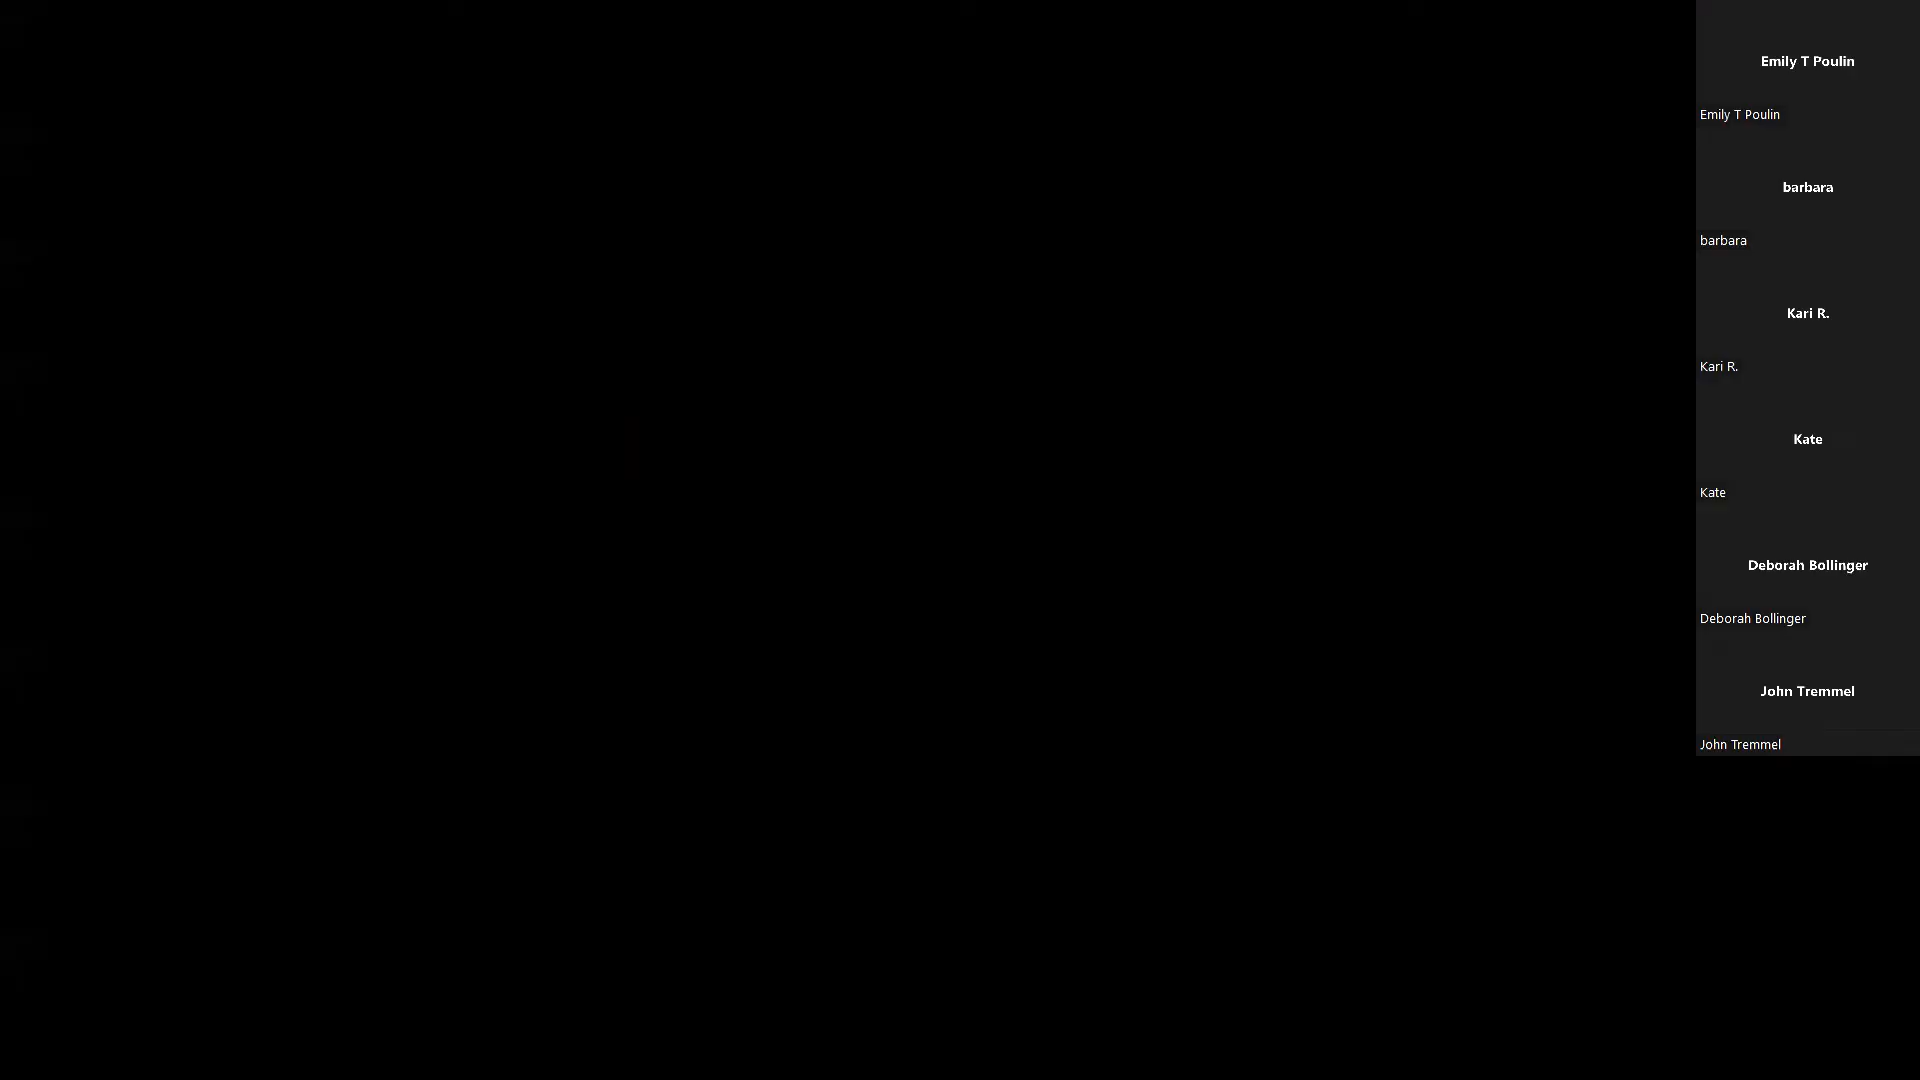 Emily T Poulin
Emily T Poulin
barbara
barbara
Kari R.
Kari R.
Kate
Kate
Deborah Bollinger
Deborah Bollinger
John Tremmel
John Tremmel